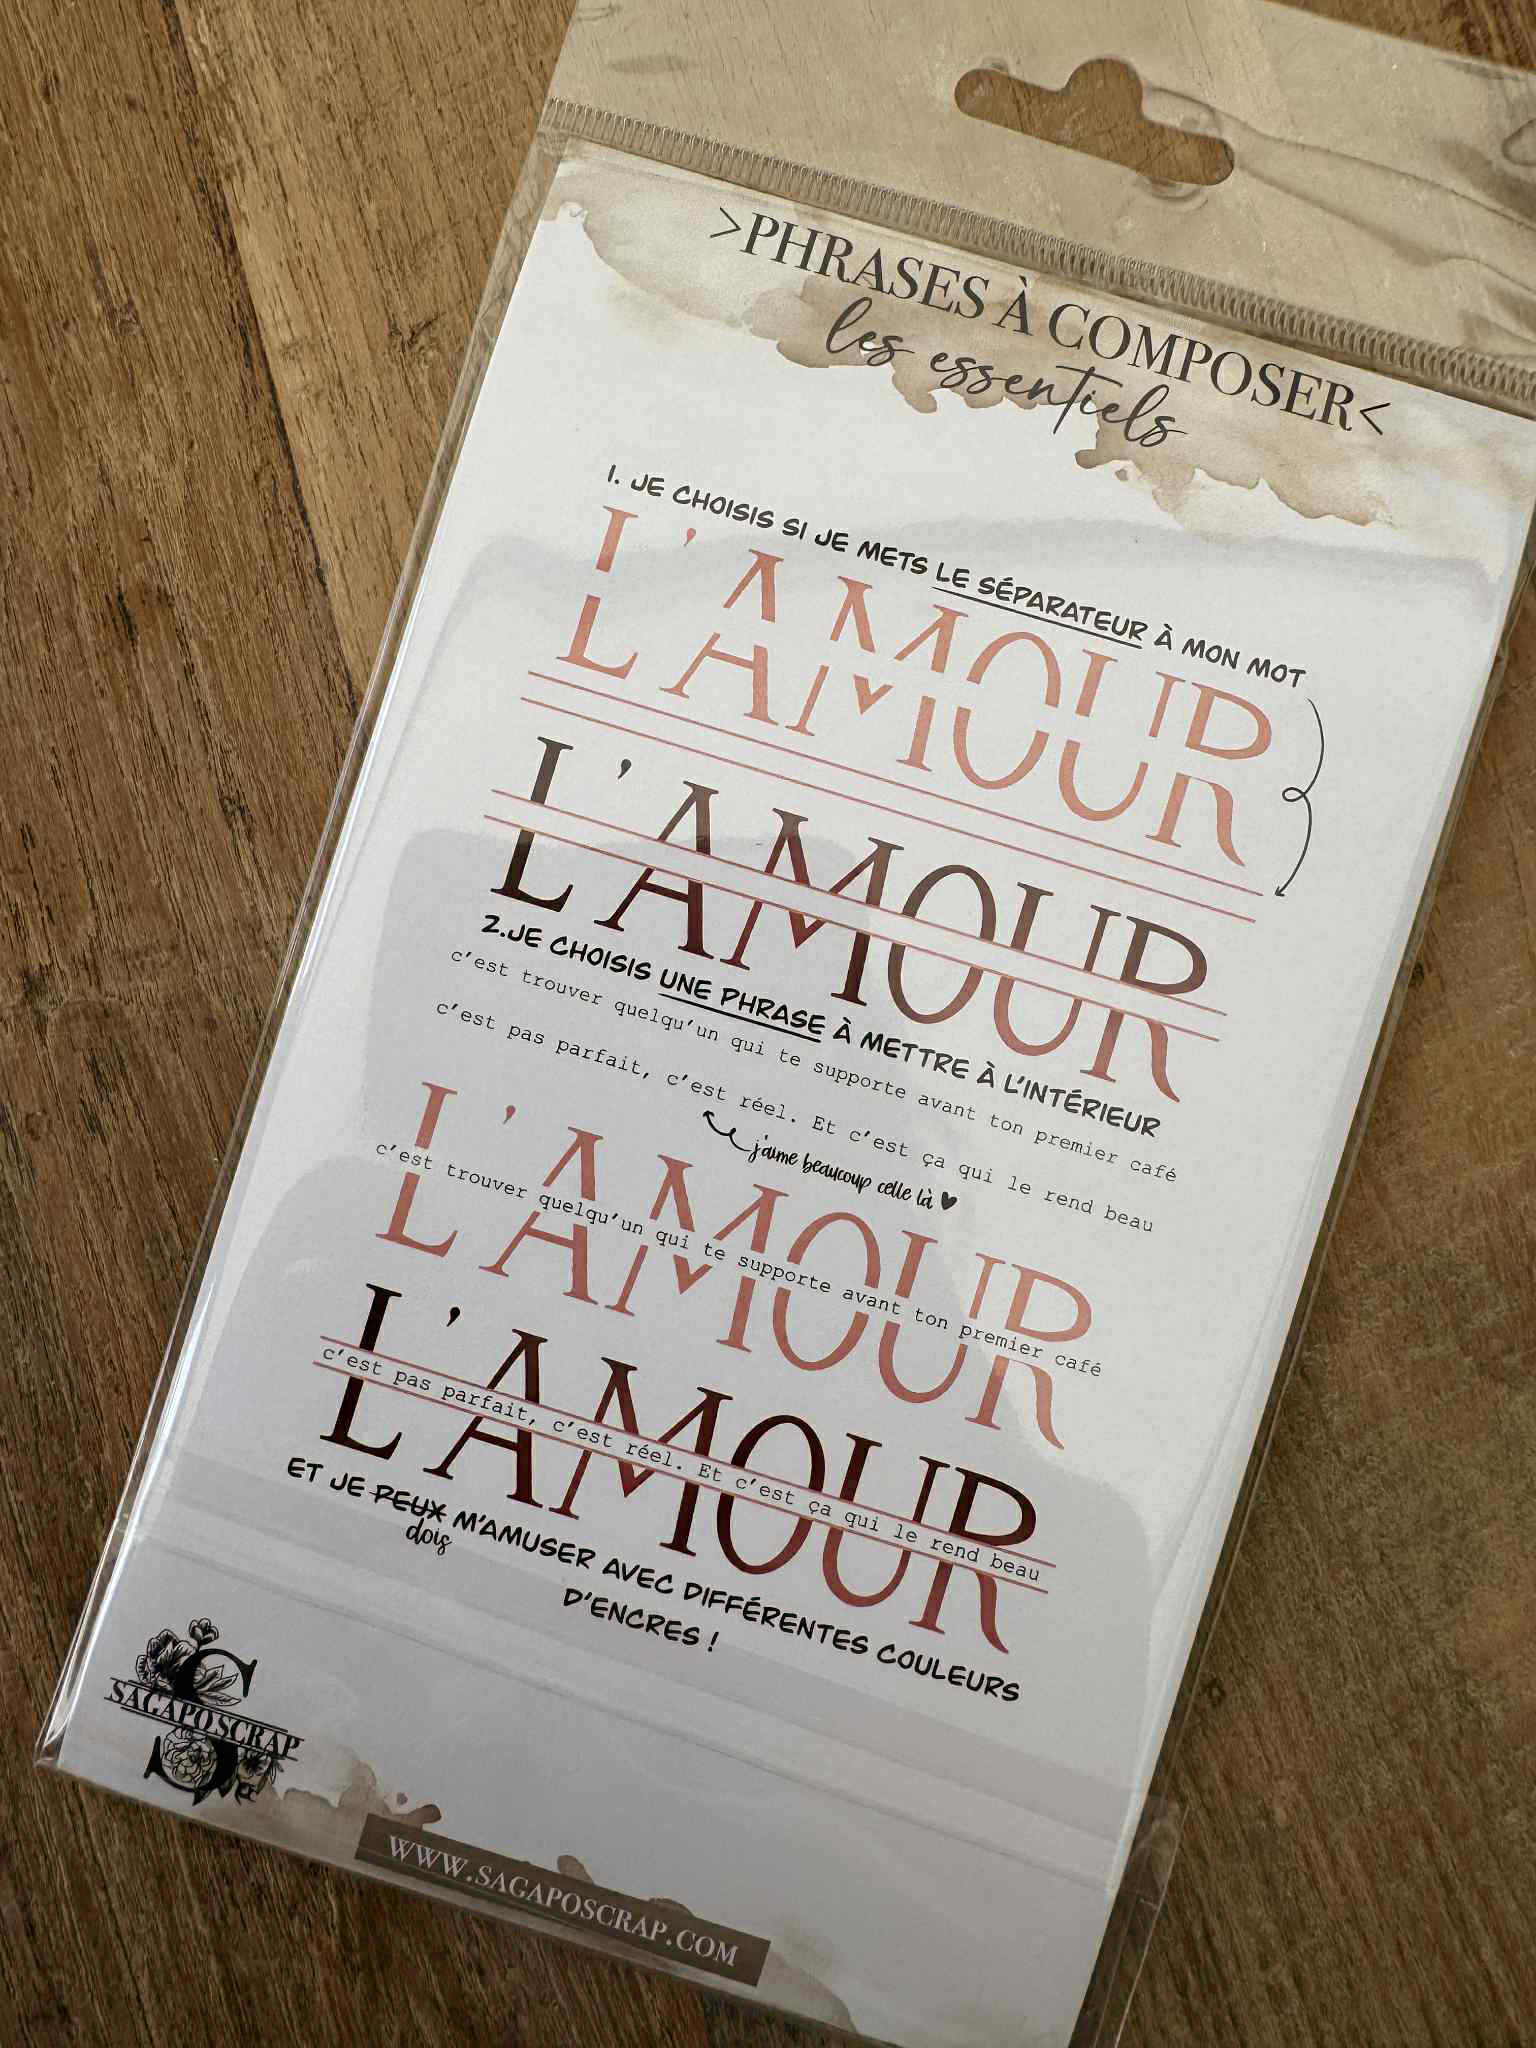 >PHRASES À COMPOSER<
les essentiels
1. JE CHOISIS SI JE METS LE SÉPARATEUR À MON MOT
L'AMOUR
L'AMOUR
2.JE CHOISIS UNE PHRASE À METTRE À L'INTÉRIEUR
c'est trouver quelqu'un qui te supporte avant ton premier café
c'est pas parfait, c'est réel. Et c'est ça qui le rend beau
j'aime beaucoup celle là ♥
L'AMOUR
c'est trouver quelqu'un qui te supporte avant ton premier café
L'AMOUR
c'est pas parfait, c'est réel. Et c'est ça qui le rend beau
ET JE PEUX M'AMUSER AVEC DIFFÉRENTES COULEURS
dois
D'ENCRES !
S
SAGAPO SCRAP
WWW.SAGAPOSCRAP.COM